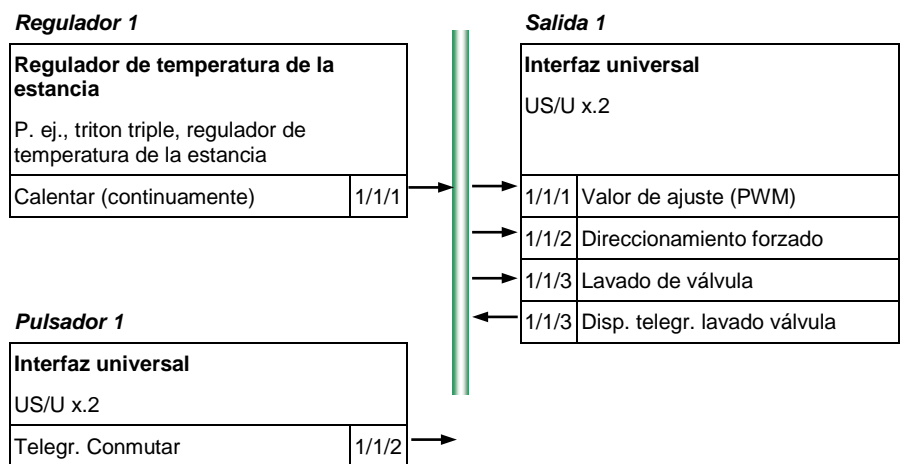 Regulador 1
Regulador de temperatura de la
estancia
P. ej., triton triple, regulador de
temperatura de la estancia
Calentar (continuamente) 1/1/1
Pulsador 1
Interfaz universal
US/U x.2
Telegr. Conmutar 1/1/2
Salida 1
Interfaz universal
US/U x.2
1/1/1 Valor de ajuste (PWM)
1/1/2 Direccionamiento forzado
1/1/3 Lavado de válvula
1/1/3 Disp. telegr. lavado válvula